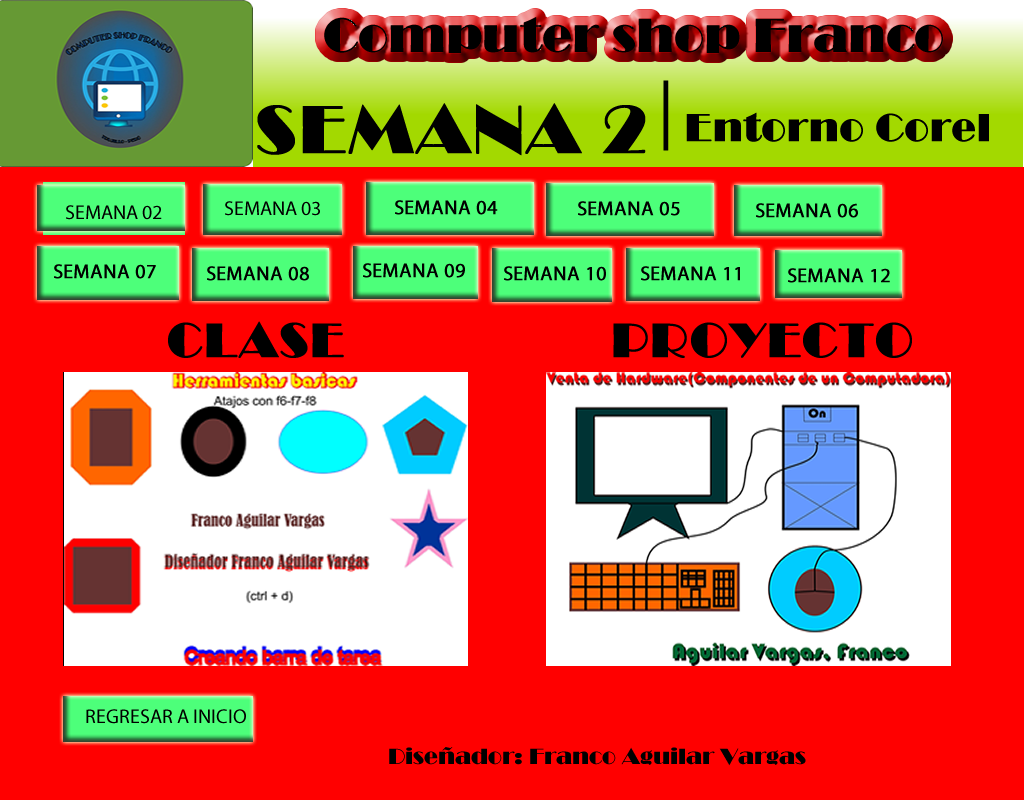 COMPUTER SHOP FRANCO
Computer shop Franco
SEMANA 2
Entorno Corel
SEMANA 02
SEMANA 03
SEMANA 04
SEMANA 05
SEMANA 06
SEMANA 07
SEMANA 08
SEMANA 09
SEMANA 10
SEMANA 11
SEMANA 12
CLASE
PROYECTO
Herramientas basicas
Atajos con f6-f7-f8
Franco Aguilar Vargas
Diseñador Franco Aguilar Vargas
(ctrl + d)
Creando barra de tarea
Venta de Hardware(Componentes de un Computadora)
On
Aguilar Vargas, Franco
REGRESAR A INICIO
Diseñador: Franco Aguilar Vargas